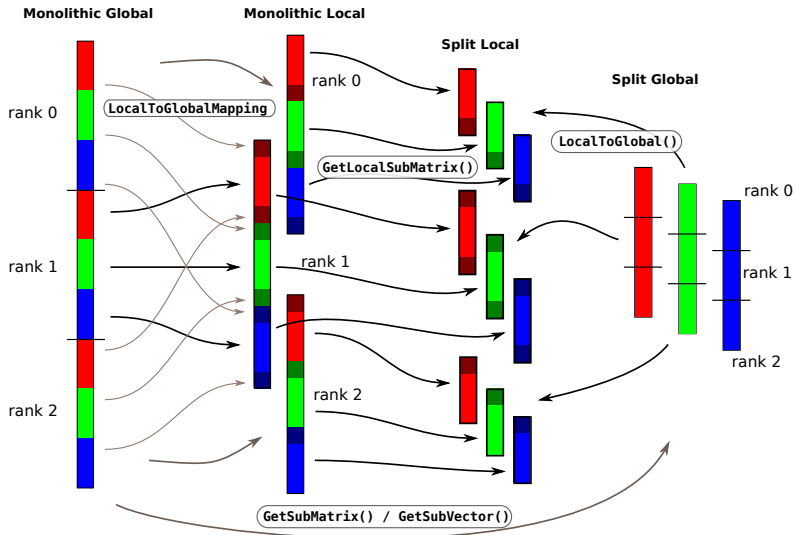 Monolithic Global
Monolithic Local
Split Local
Split Global
rank 0
LocalToGlobalMapping
rank 0
GetLocalSubMatrix()
LocalToGlobal()
rank 0
rank 1
rank 1
rank 1
rank 2
rank 2
rank 2
GetSubMatrix() / GetSubVector()